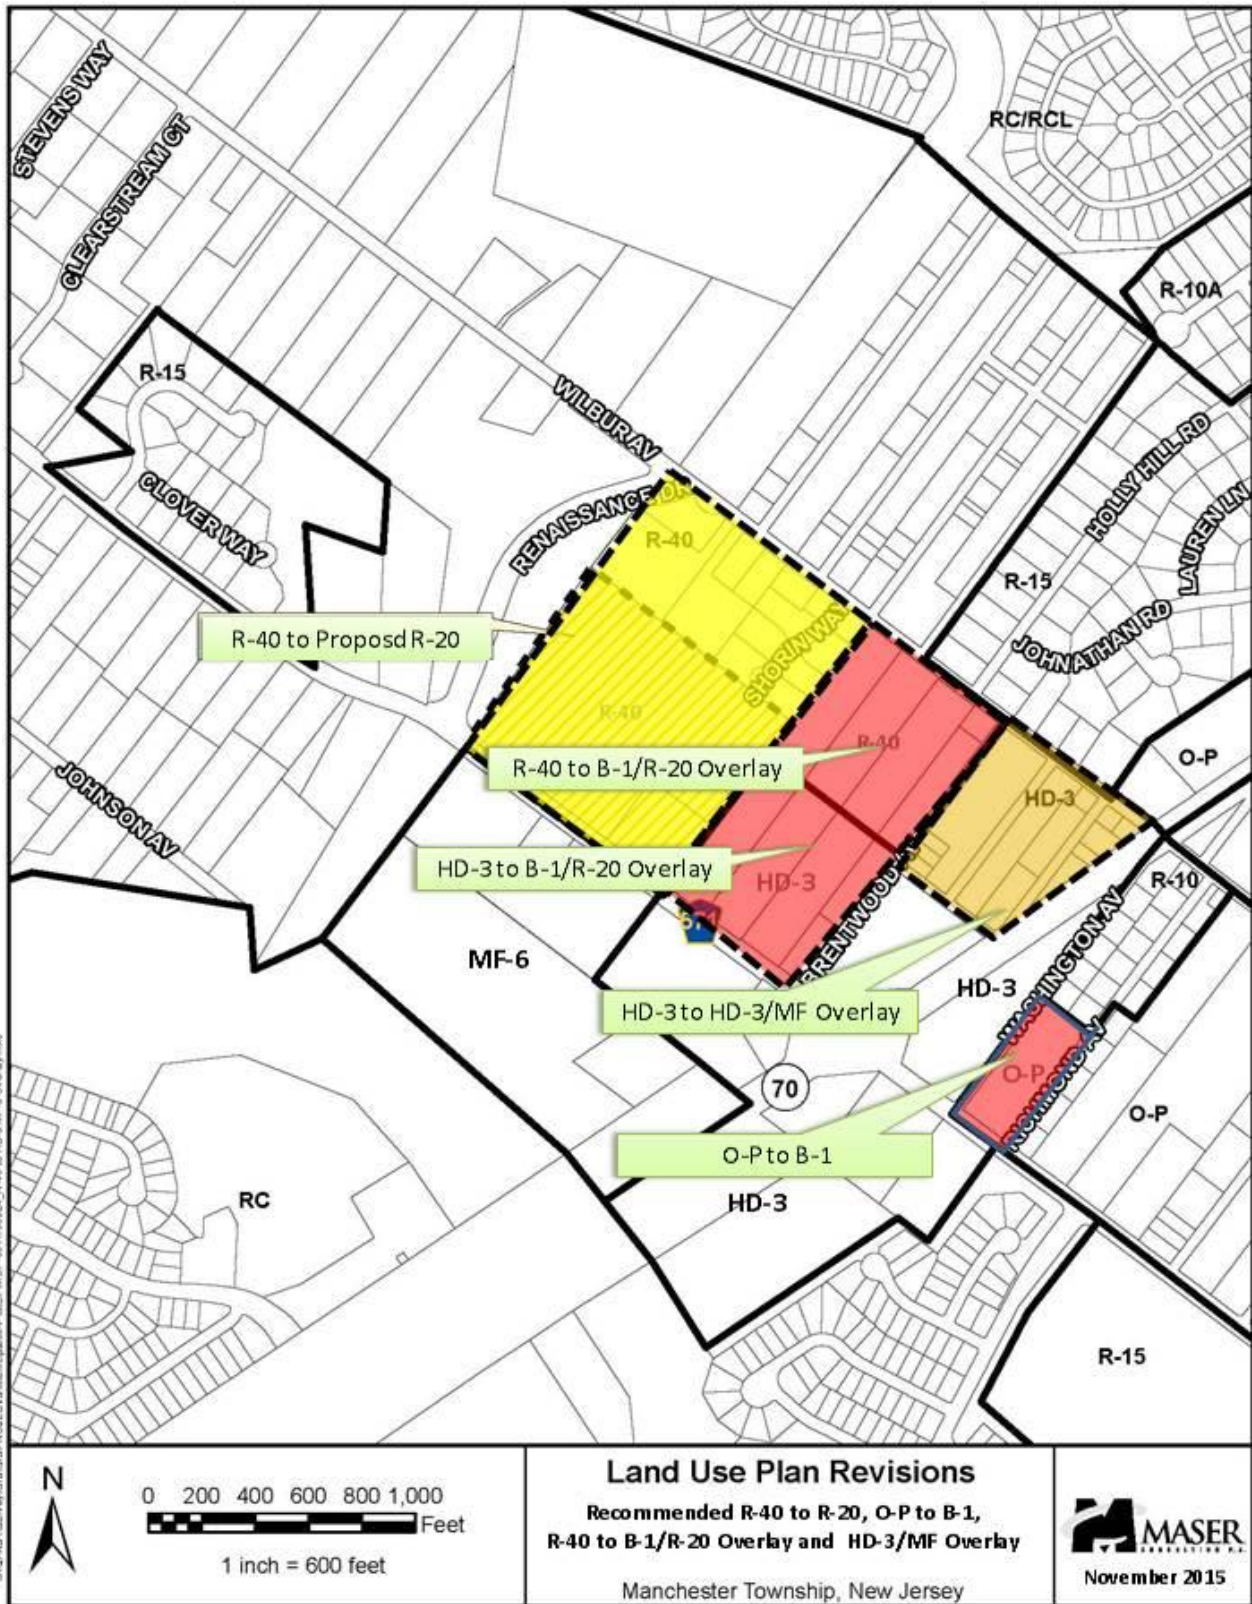 STEVENS WAY
CLEARSTREAM CT
RC/RCL
R-10A
R-15
WILBUR AV
HOLLY HILL RD
LAUREN LN
CLOVER WAY
RENAISSANCE DR
R-40
R-15
JOHNATHAN RD
R-40 to Proposd R-20
SHORIN WAY
R-40
R-40
O-P
R-40 to B-1/R-20 Overlay
JOHNSON AV
HD-3
HD-3 to B-1/R-20 Overlay
HD-3
R-10
BRENTWOOD
WASHINGTON AV
MF-6
HD-3
HD-3 to HD-3/MF Overlay
O-P
RICHMOND AV
70
O-P
O-P to B-1
RC
HD-3
R-15
N
0 200 400 600 800 1,000
Feet
1 inch = 600 feet
Land Use Plan Revisions
Recommended R-40 to R-20, O-P to B-1,
R-40 to B-1/R-20 Overlay and HD-3/MF Overlay
Manchester Township, New Jersey
MASER
CONSULTING P.A.
November 2015